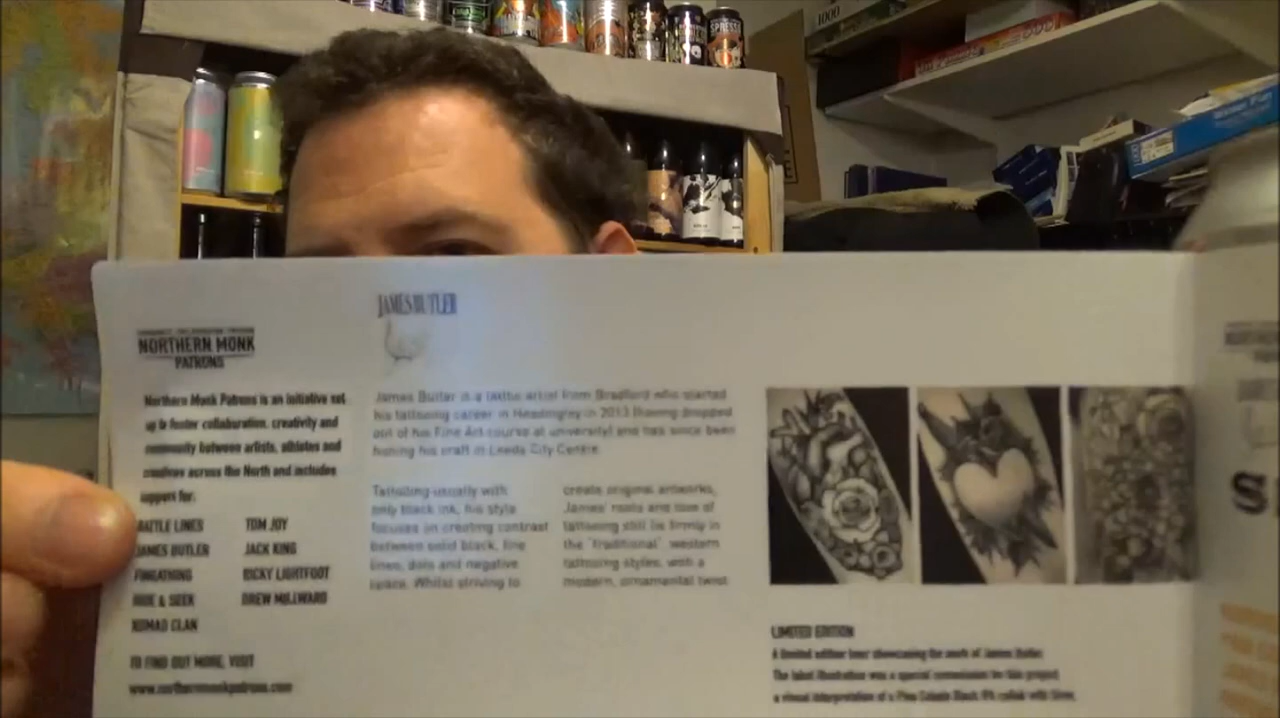 1000
ESPRESSO
NORTHERN MONK
PATRONS
Northern Monk Patrons is an initiative set
up to foster collaboration, creativity and
community between artists, athletes and
creatives across the North and includes
support for:
BATTLE LINES
JAMES BUTLER
FINEATNING
HIDE & SEEK
NOMAD CLAN
TOM JOY
JACK KING
RICKY LIGHTFOOT
DREW MILLWARD
TO FIND OUT MORE, VISIT
www.northernmonkpatrons.com
JAMES BUTLER
James Butler is a tattoo artist from Bradford who started
his tattooing career in Headingley in 2013 (having dropped
out of his Fine Art course at university) and has since been
honing his craft in Leeds City Centre.
Tattooing usually with
only black ink, his style
focuses on creating contrast
between solid black, fine
lines, dots and negative
space. Whilst striving to
create original artworks,
James' roots and love of
tattooing still lie firmly in
the 'traditional' western
tattooing styles, with a
modern, ornamental twist
LIMITED EDITION
A limited edition beer showcasing the work of James Butler.
The label illustration was a special commission for this project
a visual interpretation of a Pina Colada Black IPA collab with Siren.
S